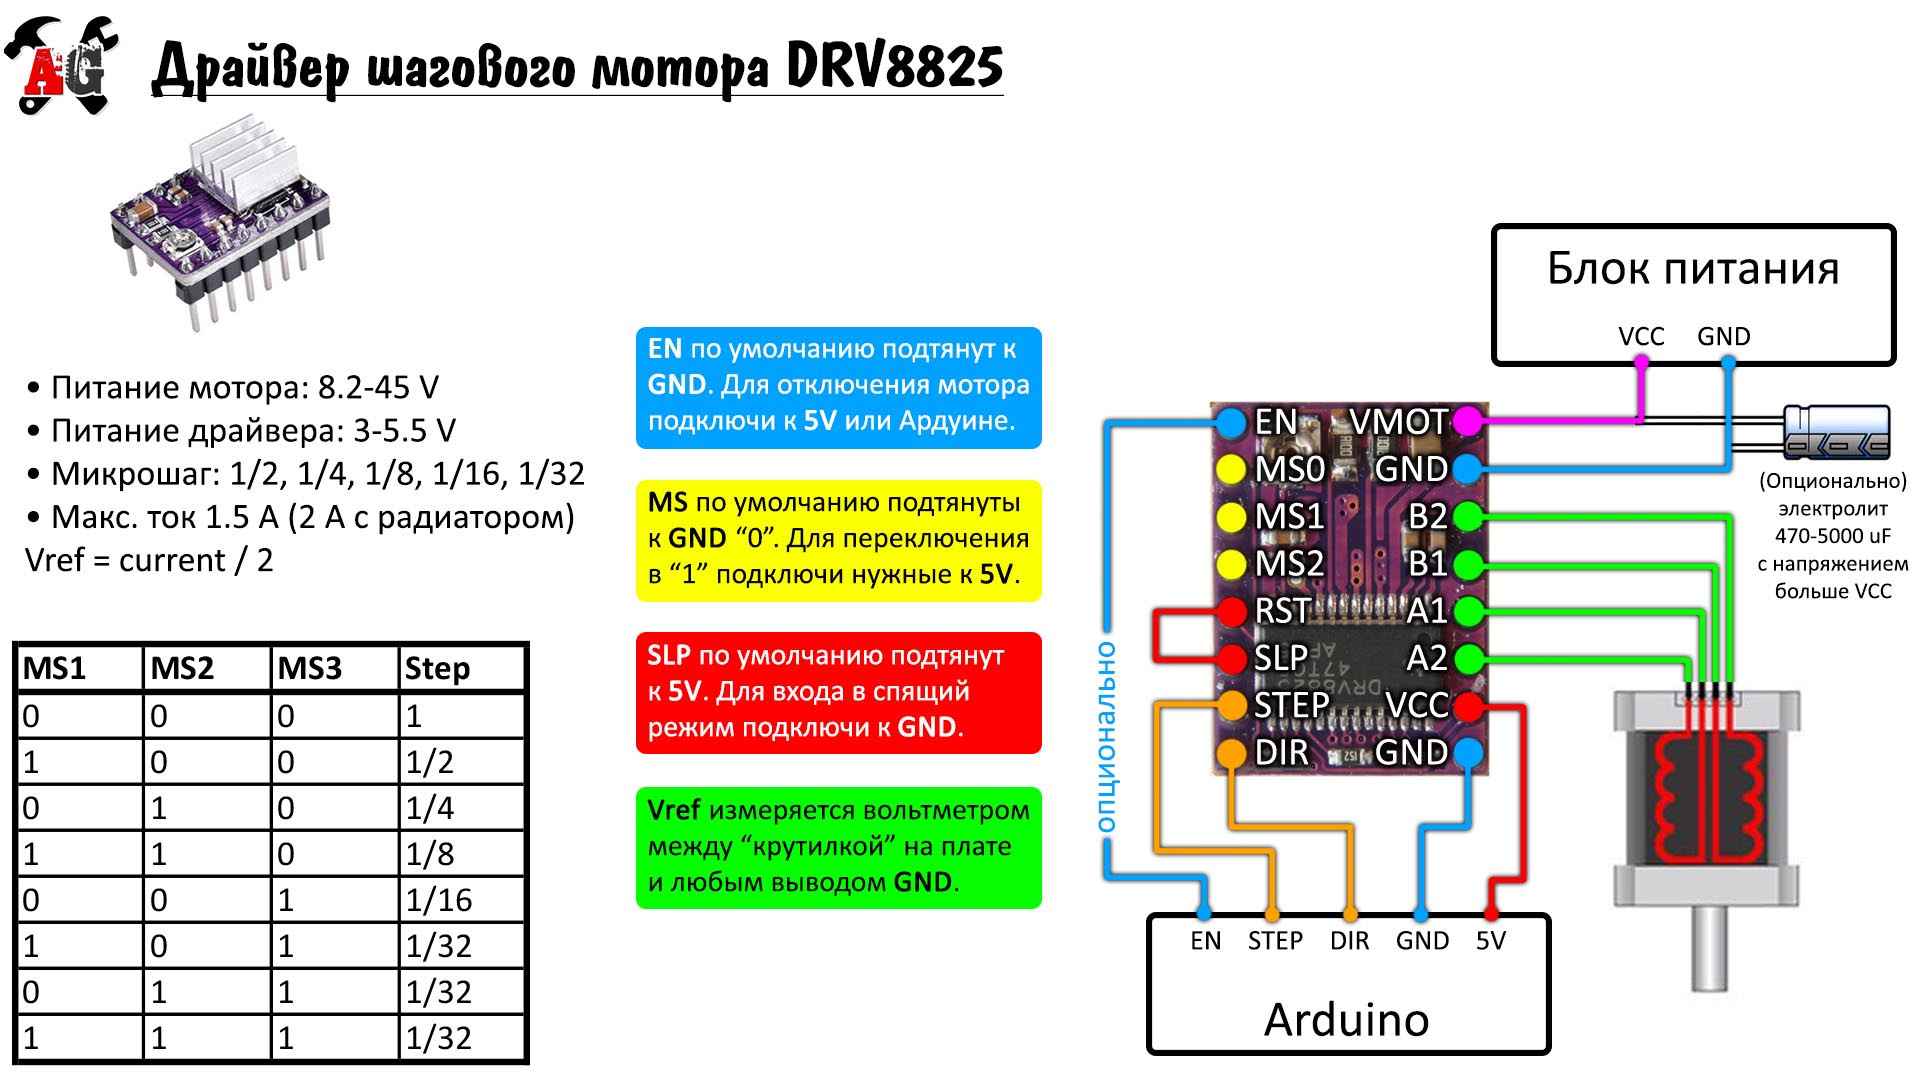 AG
Драйвер шагового мотора DRV8825
• Питание мотора: 8.2-45 V
• Питание драйвера: 3-5.5 V
• Микрошаг: 1/2, 1/4, 1/8, 1/16, 1/32
• Макс. ток 1.5 А (2 А с радиатором)
Vref = current / 2
MS1 MS2 MS3 Step
0 0 0 1
1 0 0 1/2
0 1 0 1/4
1 1 0 1/8
0 0 1 1/16
1 0 1 1/32
0 1 1 1/32
1 1 1 1/32
EN по умолчанию подтянут к
GND. Для отключения мотора
подключи к 5V или Ардуине.
MS по умолчанию подтянуты
к GND “0”. Для переключения
в “1” подключи нужные к 5V.
SLP по умолчанию подтянут
к 5V. Для входа в спящий
режим подключи к GND.
Vref измеряется вольтметром
между “крутилкой” на плате
и любым выводом GND.
Блок питания
VCC GND
(Опционально)
электролит
470-5000 uF
с напряжением
больше VCC
EN VMOT
MS0 GND
MS1 B2
MS2 B1
RST A1
SLP A2
STEP VCC
DIR GND
DRV8825
опционально
EN STEP DIR GND 5V
Arduino